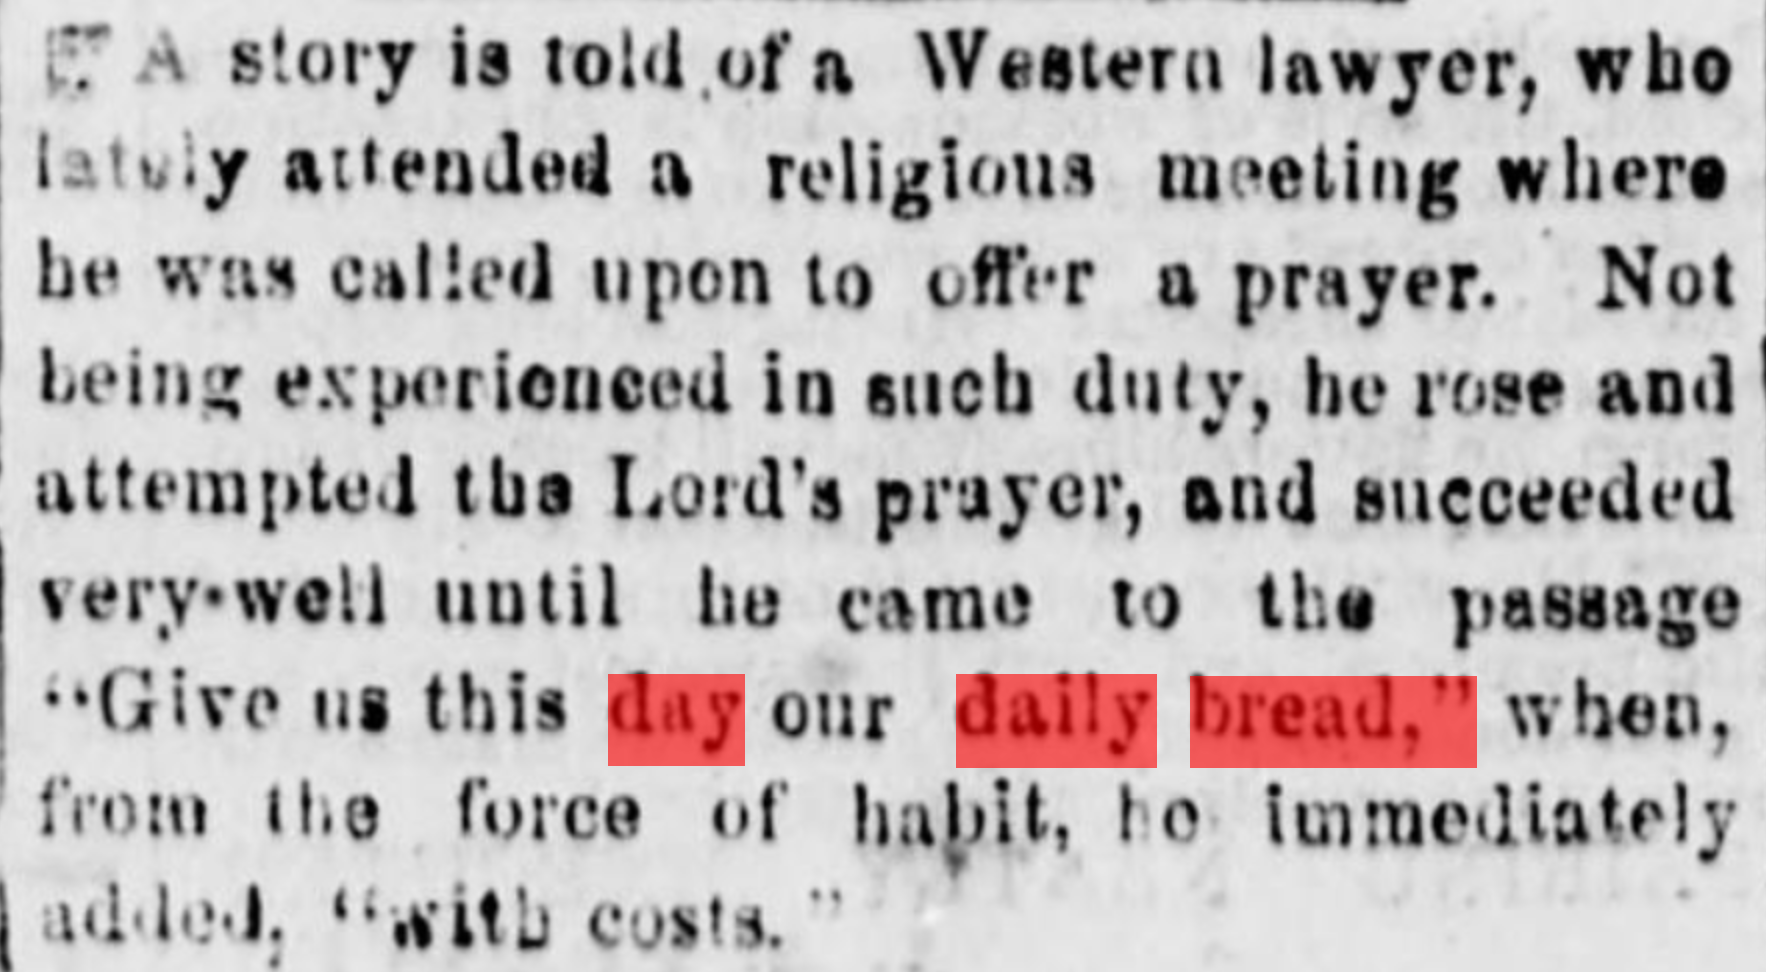 A story is told of a Western lawyer, who
lately attended a religious meeting where
he was called upon to offer a prayer. Not
being experienced in such duty, he rose and
attempted the Lord's prayer, and succeeded
very well until he came to the passage
"Give us this day our daily bread," when,
from the force of habit, he immediately
added, "with costs."